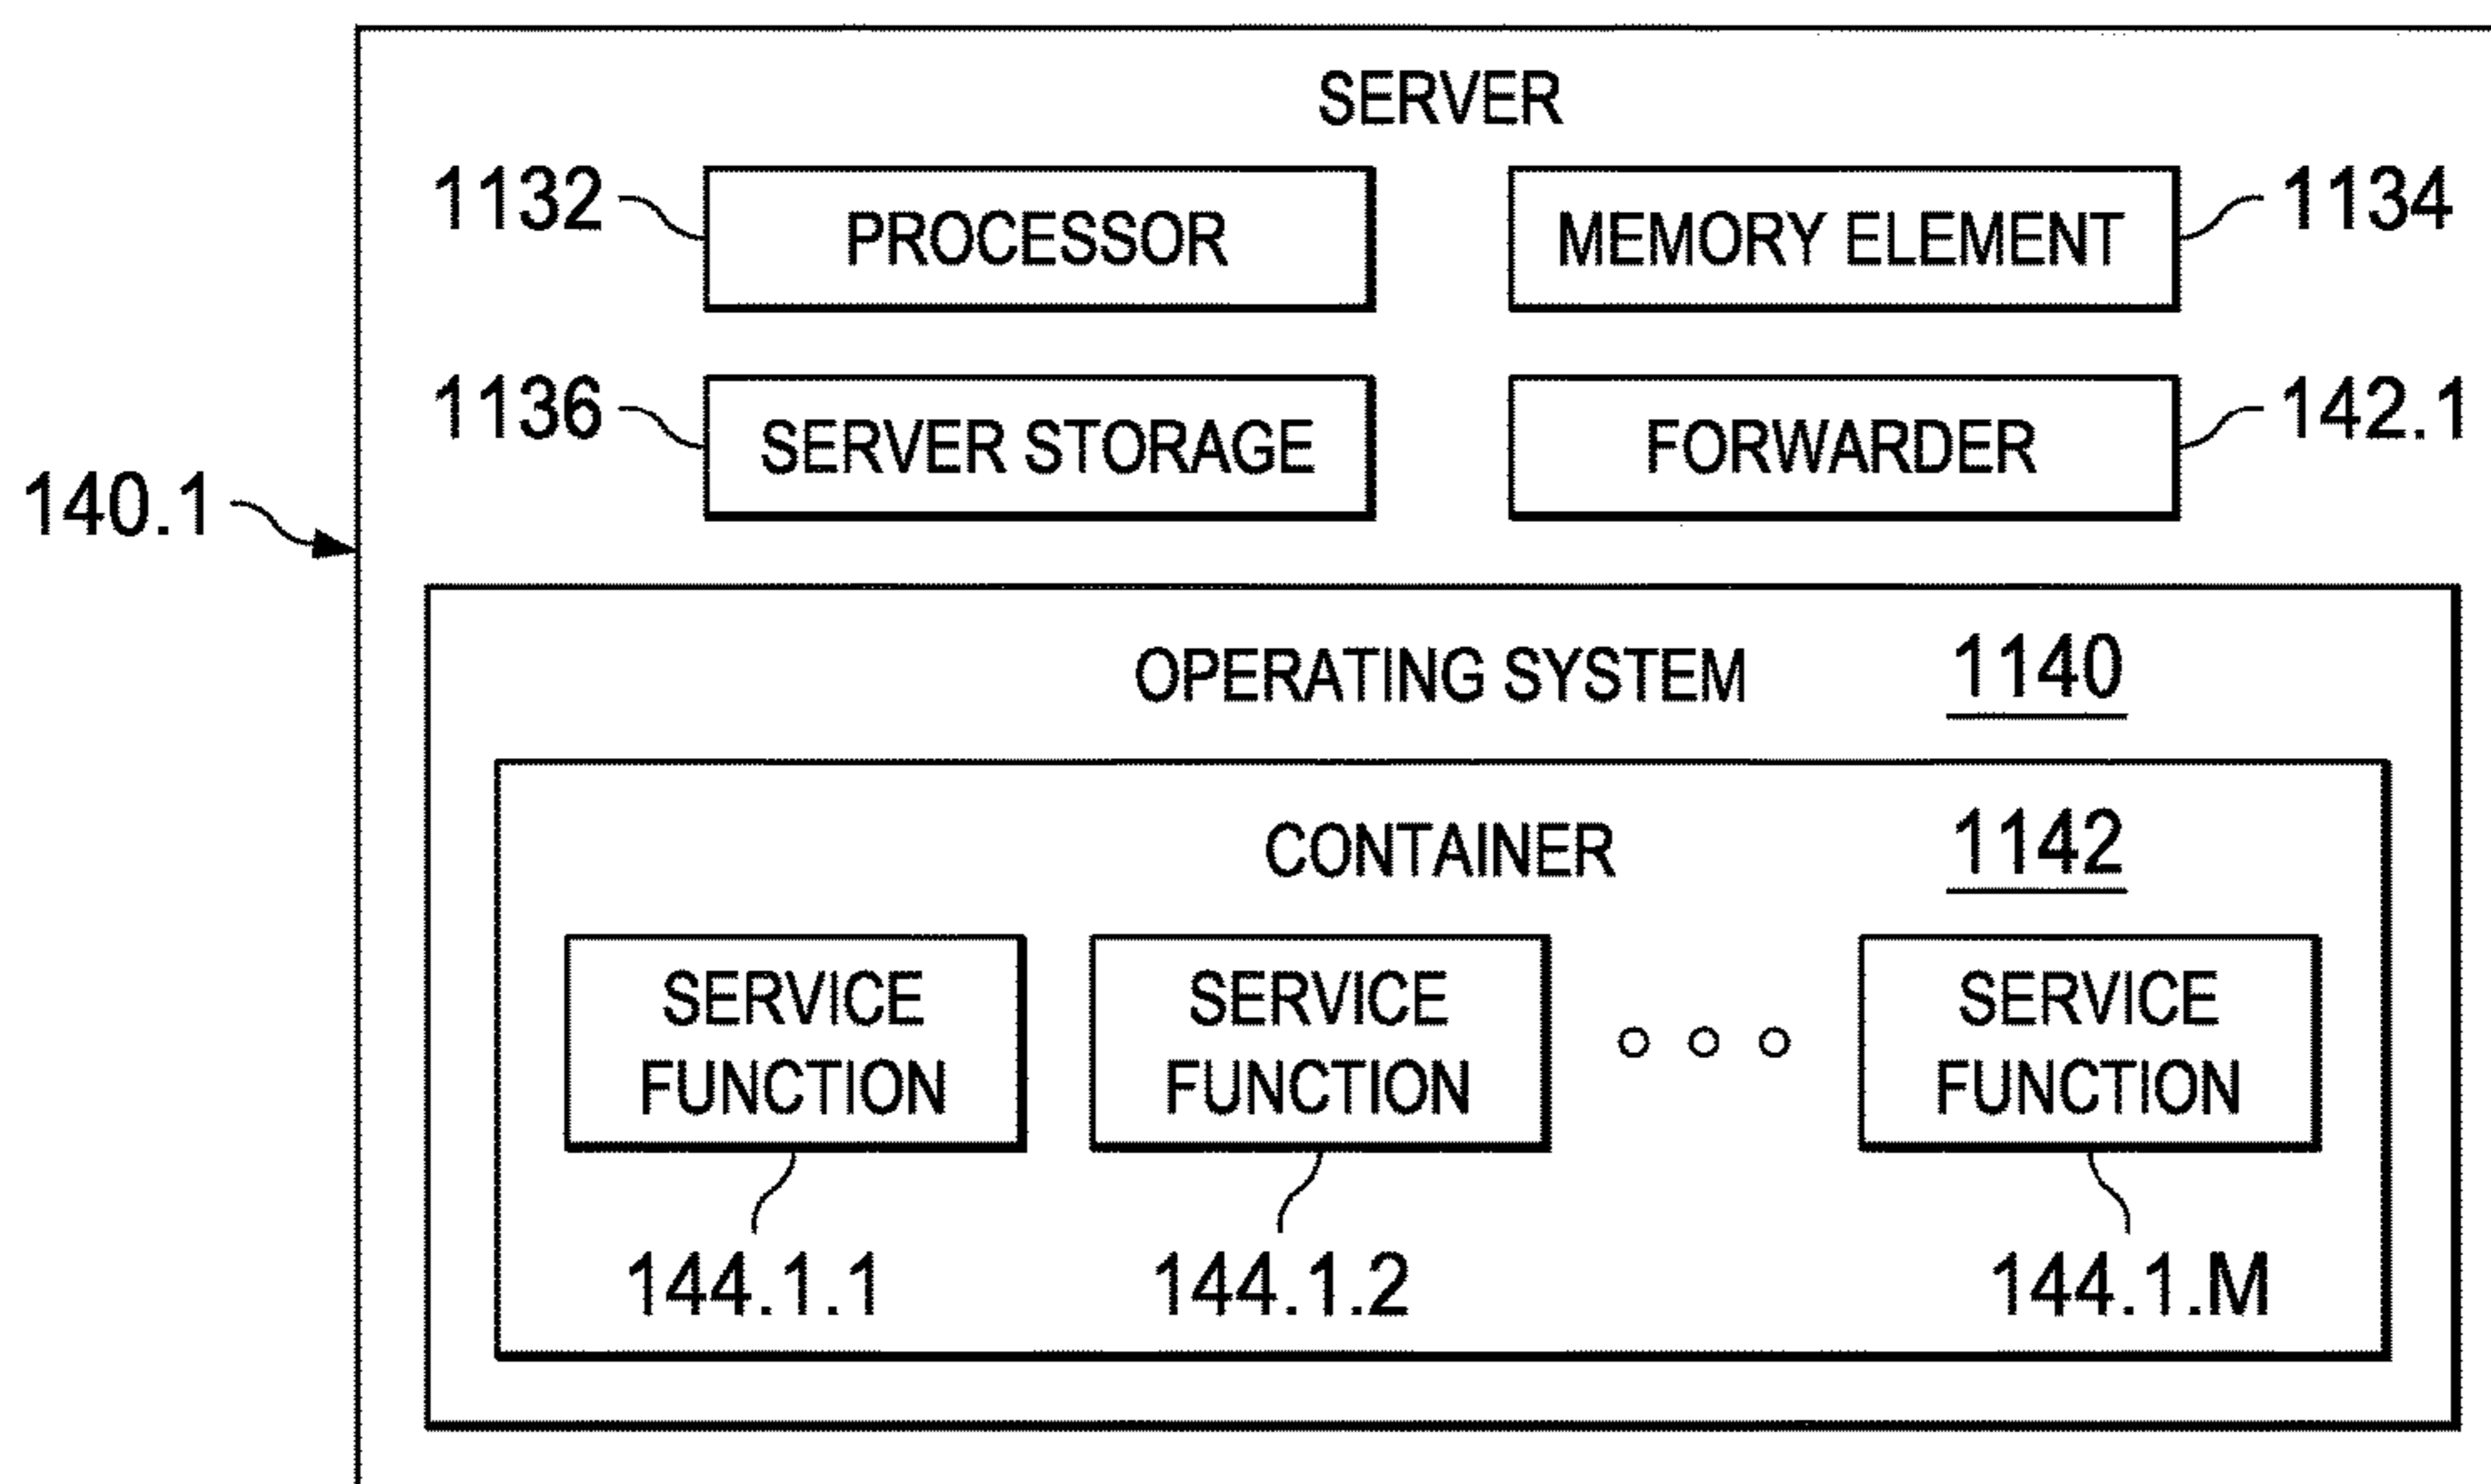 SERVER
1132
PROCESSOR
MEMORY ELEMENT
1134
1136
SERVER STORAGE
FORWARDER
142.1
140.1
OPERATING SYSTEM 1140
CONTAINER 1142
SERVICE
FUNCTION
SERVICE
FUNCTION
SERVICE
FUNCTION
144.1.1
144.1.2
144.1.M